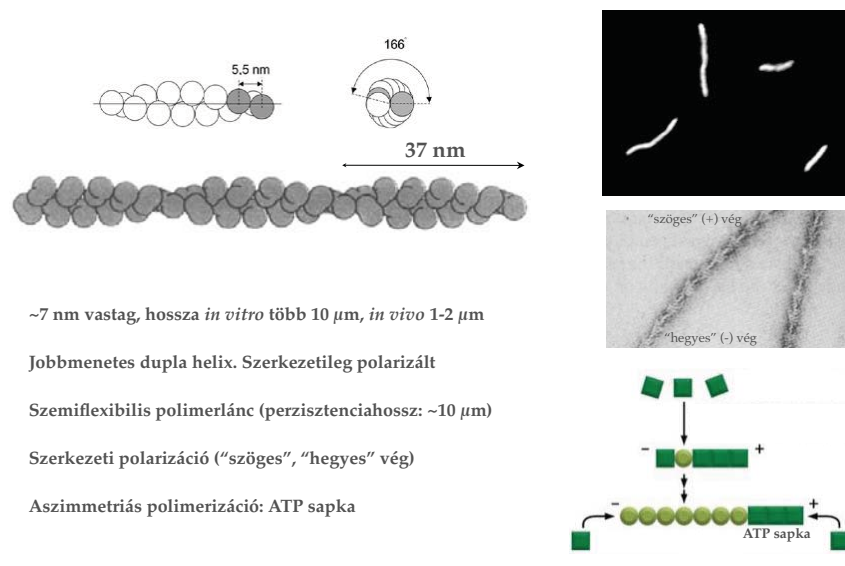 166°
5.5 nm
37 nm
“szöges” (+) vég
“hegyes” (-) vég
~7 nm vastag, hossza in vitro több 10 µm, in vivo 1-2 µm
Jobbmenetes dupla helix. Szerkezetileg polarizált
Szemiflexibilis polimerlánc (perzisztenciahossz: ~10 µm)
Szerkezeti polarizáció (“szöges”, “hegyes” vég)
Aszimmetriás polimerizáció: ATP sapka
- +
- +
ATP sapka